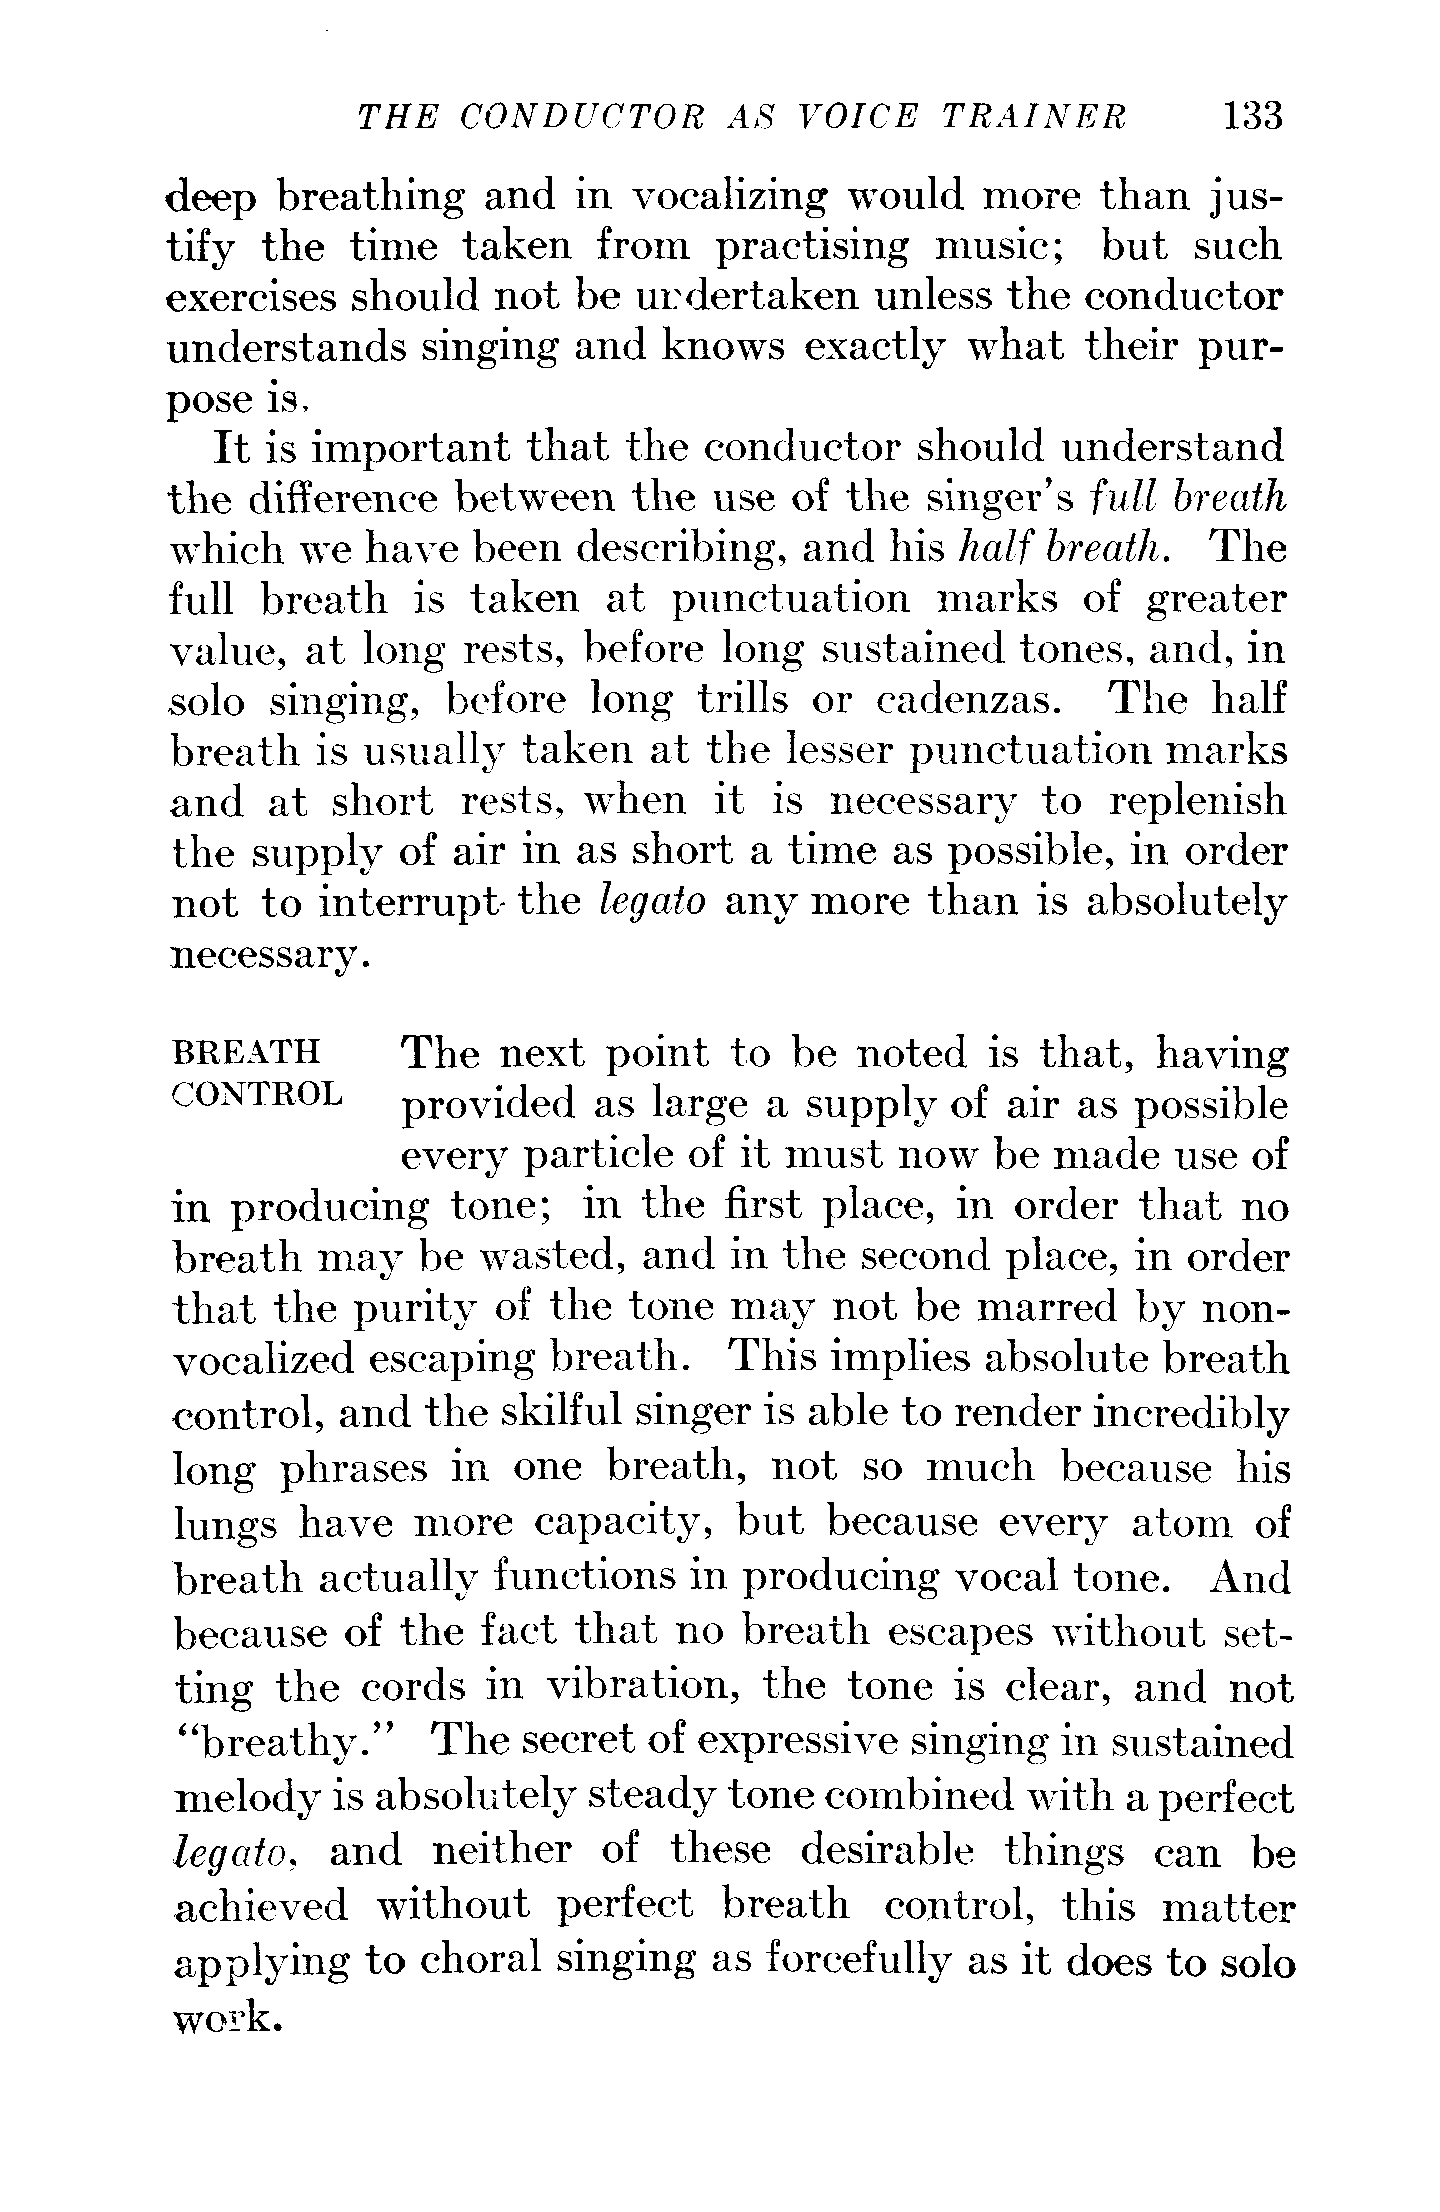 THE CONDUCTOR AS VOICE TRAINER 133
deep breathing and in vocalizing would more than jus-
tify the time taken from practising music; but such
exercises should not be undertaken unless the conductor
understands singing and knows exactly what their pur-
pose is.
It is important that the conductor should understand
the difference between the use of the singer's full breath
which we have been describing, and his half breath. The
full breath is taken at punctuation marks of greater
value, at long rests, before long sustained tones, and, in
solo singing, before long trills or cadenzas. The half
breath is usually taken at the lesser punctuation marks
and at short rests, when it is necessary to replenish
the supply of air in as short a time as possible, in order
not to interrupt the legato any more than is absolutely
necessary.
BREATH
CONTROL
The next point to be noted is that, having
provided as large a supply of air as possible
every particle of it must now be made use of
in producing tone; in the first place, in order that no
breath may be wasted, and in the second place, in order
that the purity of the tone may not be marred by non-
vocalized escaping breath. This implies absolute breath
control, and the skilful singer is able to render incredibly
long phrases in one breath, not so much because his
lungs have more capacity, but because every atom of
breath actually functions in producing vocal tone. And
because of the fact that no breath escapes without set-
ting the cords in vibration, the tone is clear, and not
"breathy." The secret of expressive singing in sustained
melody is absolutely steady tone combined with a perfect
legato, and neither of these desirable things can be
achieved without perfect breath control, this matter
applying to choral singing as forcefully as it does to solo
work.